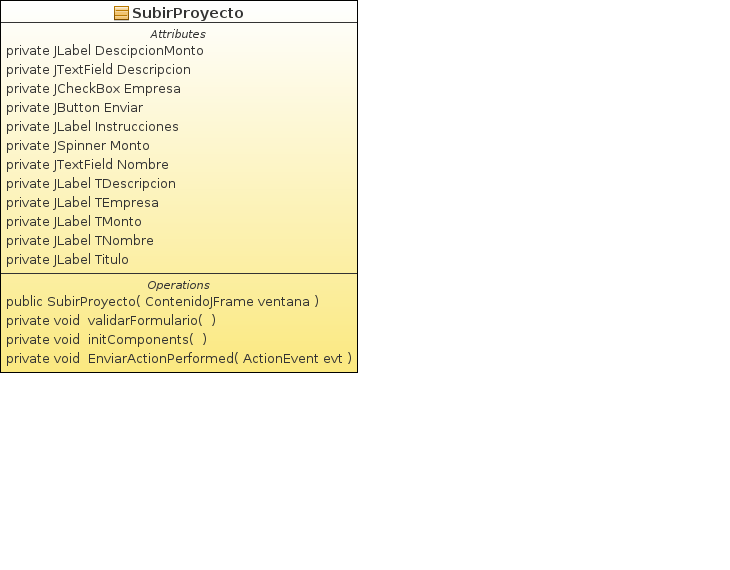 SubirProyecto
Attributes
private JLabel DescipcionMonto
private JTextField Descripcion
private JCheckBox Empresa
private JButton Enviar
private JLabel Instrucciones
private JSpinner Monto
private JTextField Nombre
private JLabel TDescripcion
private JLabel TEmpresa
private JLabel TMonto
private JLabel TNombre
private JLabel Titulo
Operations
public SubirProyecto( ContenidoJFrame ventana )
private void  validarFormulario(  )
private void  initComponents(  )
private void  EnviarActionPerformed( ActionEvent evt )